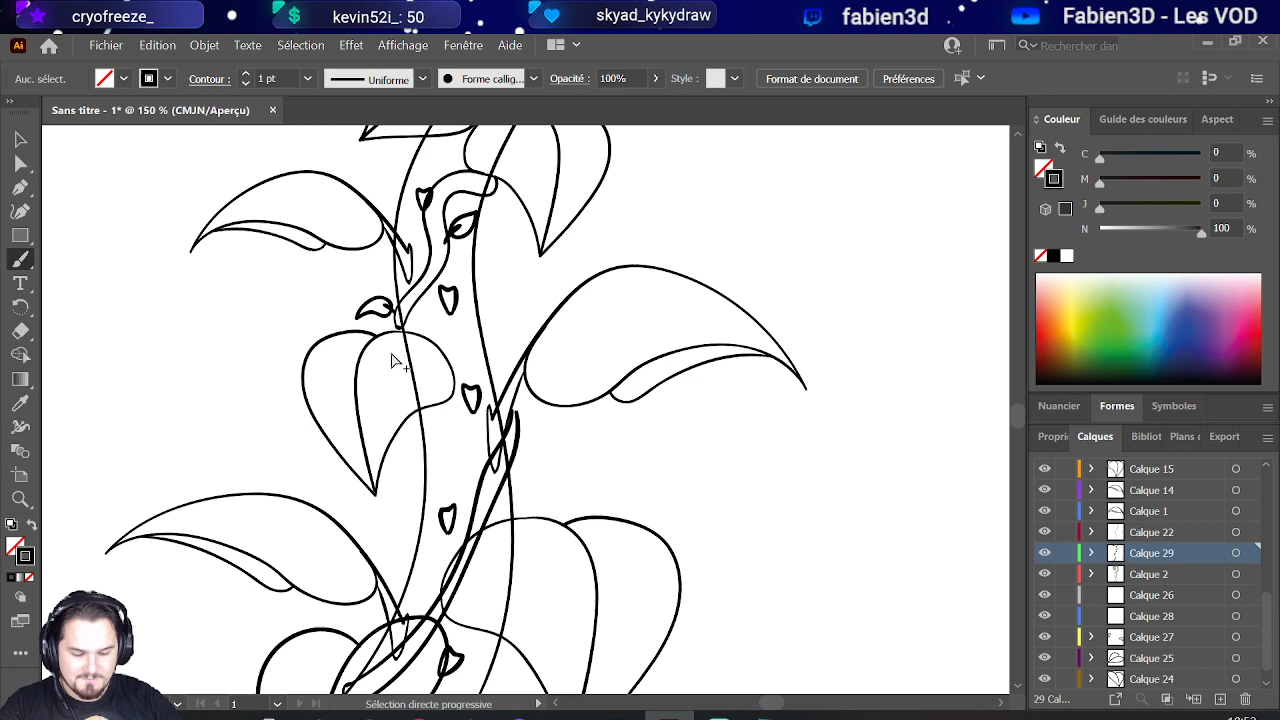 cryofreeze_
kevin52i_: 50
skyad_kykydraw
fabien3d
Fabien3D - Les VOD
Ai
Fichier Edition Objet Texte Sélection Effet Affichage Fenêtre Aide
Rechercher dan
Auc. sélect. Contour : 1 pt Uniforme Forme callig... Opacité : 100% Style : Format de document Préférences
Sans titre - 1* @ 150 % (CMJN/Aperçu)
Couleur Guide des couleurs Aspect
C 0 %
M 0 %
J 0 %
N 100 %
Nuancier Formes Symboles
Propri Calques Bibliot Plans d Export
Calque 15
Calque 14
Calque 1
Calque 22
Calque 29
Calque 2
Calque 26
Calque 28
Calque 27
Calque 25
Calque 24
29 Cal...
1 Sélection directe progressive